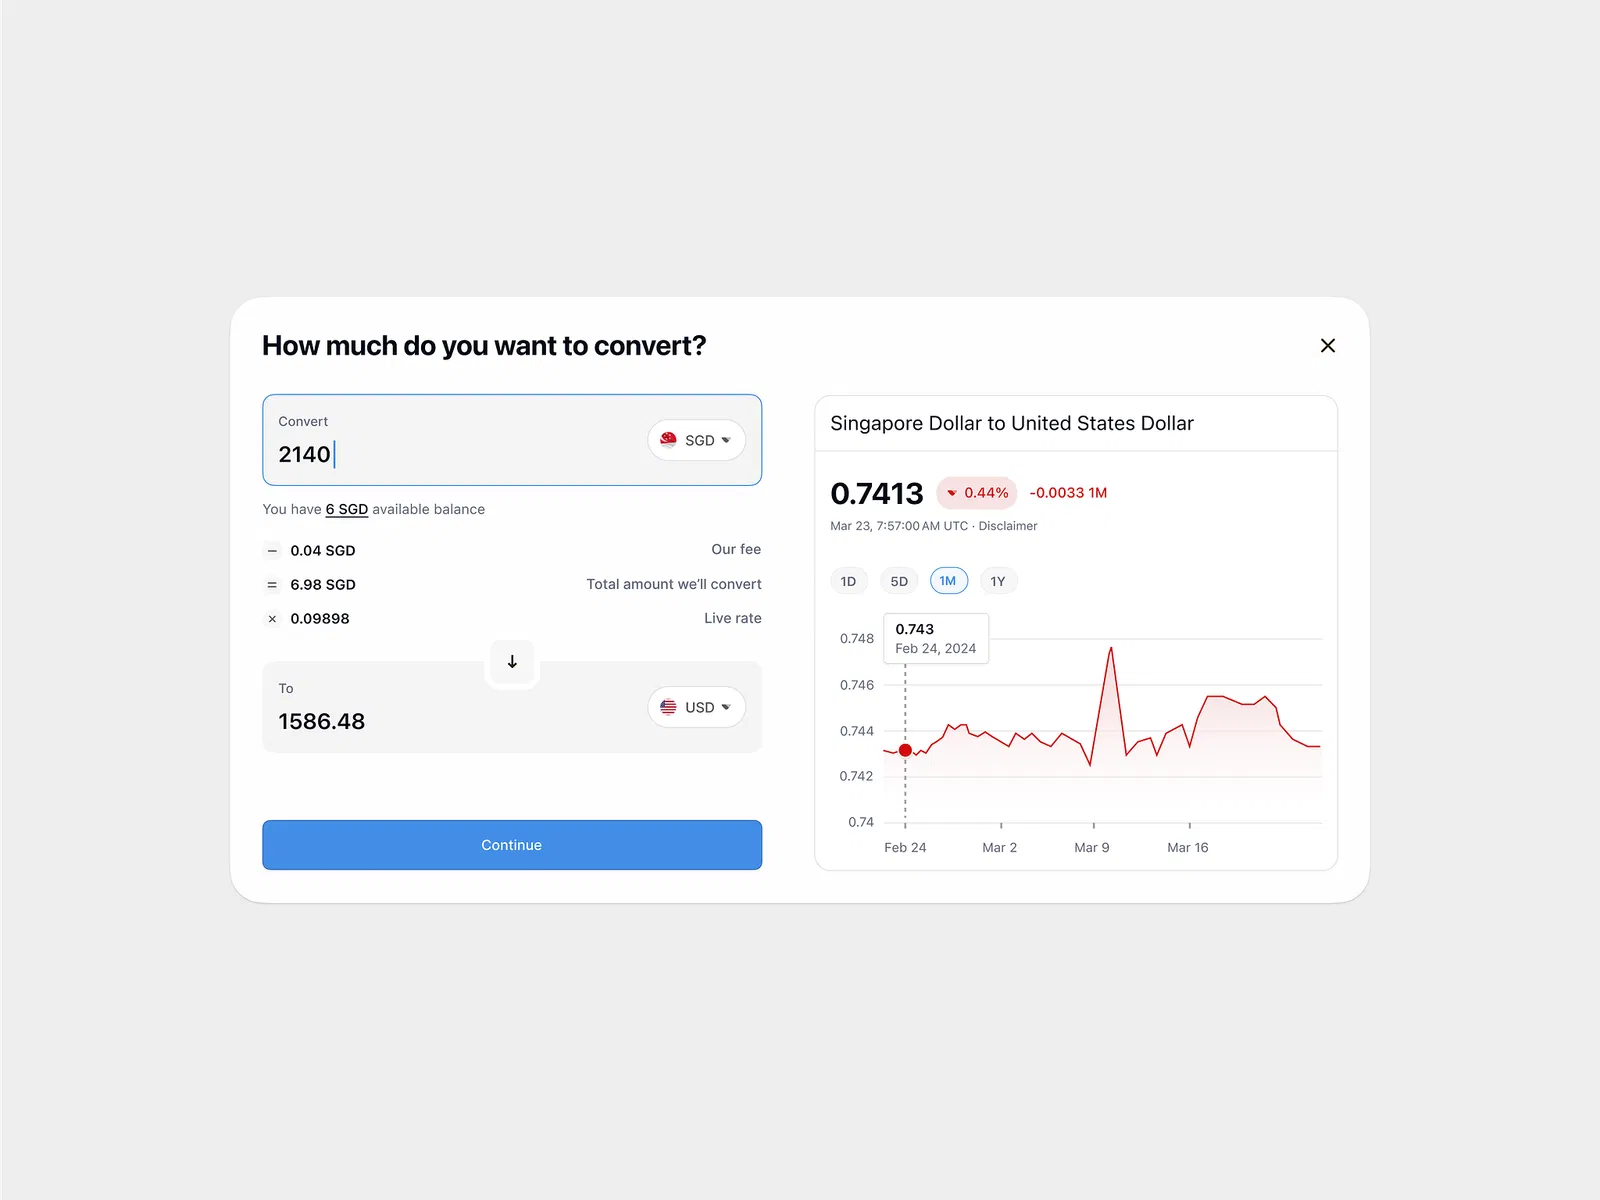 How much do you want to convert?
Convert
2140
SGD
You have 6 SGD available balance
− 0.04 SGD Our fee
= 6.98 SGD Total amount we’ll convert
× 0.09898 Live rate
To
1586.48
USD
Continue
Singapore Dollar to United States Dollar
0.7413 0.44% -0.0033 1M
Mar 23, 7:57:00 AM UTC · Disclaimer
1D 5D 1M 1Y
0.743
Feb 24, 2024
0.748
0.746
0.744
0.742
0.74
Feb 24 Mar 2 Mar 9 Mar 16